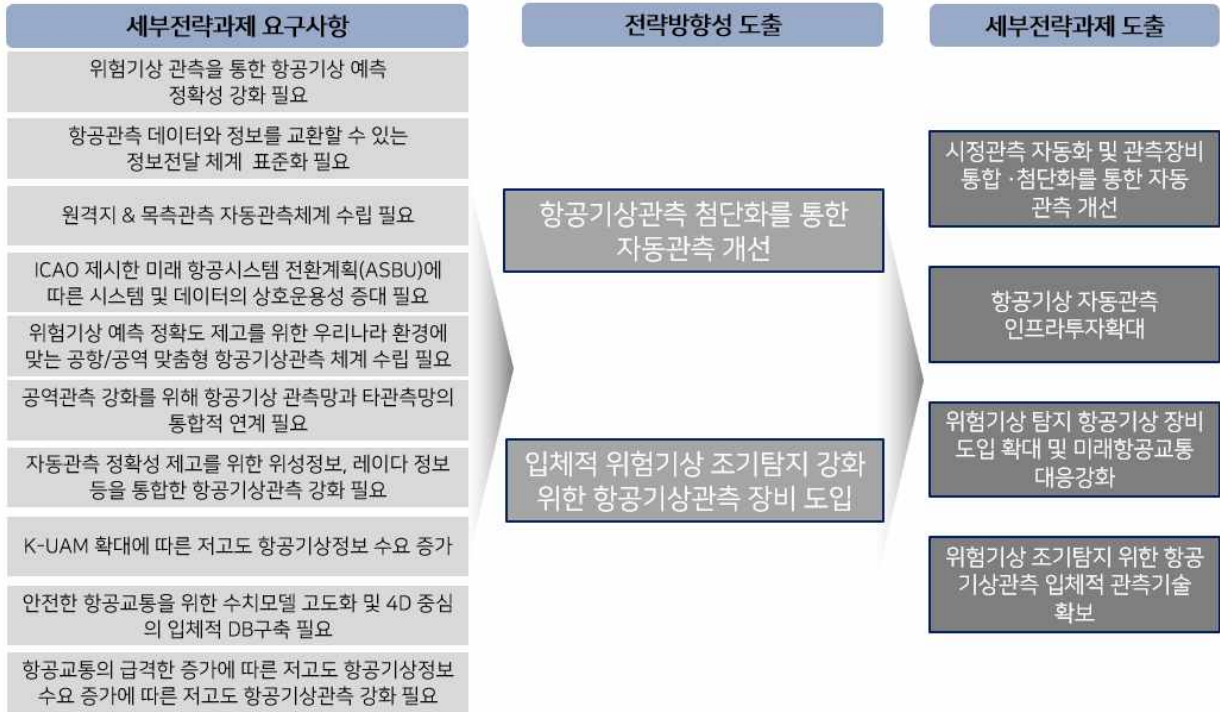 세부전략과제 요구사항
위험기상 관측을 통한 항공기상 예측
정확성 강화 필요
항공관측 데이터와 정보를 교환할 수 있는
정보전달 체계 표준화 필요
원격지 & 목측관측 자동관측체계 수립 필요
ICAO 제시한 미래 항공시스템 전환계획(ASBU)에
따른 시스템 및 데이터의 상호운용성 증대 필요
위험기상 예측 정확도 제고를 위한 우리나라 환경에
맞는 공항/공역 맞춤형 항공기상관측 체계 수립 필요
공역관측 강화를 위해 항공기상 관측망과 타관측망의
통합적 연계 필요
자동관측 정확성 제고를 위한 위성정보, 레이다 정보
등을 통합한 항공기상관측 강화 필요
K-UAM 확대에 따른 저고도 항공기상정보 수요 증가
안전한 항공교통을 위한 수치모델 고도화 및 4D 중심
의 입체적 DB구축 필요
항공교통의 급격한 증가에 따른 저고도 항공기상정보
수요 증가에 따른 저고도 항공기상관측 강화 필요
전략방향성 도출
항공기상관측 첨단화를 통한
자동관측 개선
입체적 위험기상 조기탐지 강화
위한 항공기상관측 장비 도입
세부전략과제 도출
시정관측 자동화 및 관측장비
통합 ·첨단화를 통한 자동
관측 개선
항공기상 자동관측
인프라투자확대
위험기상 탐지 항공기상 장비
도입 확대 및 미래항공교통
대응강화
위험기상 조기탐지 위한 항공
기상관측 입체적 관측기술
확보